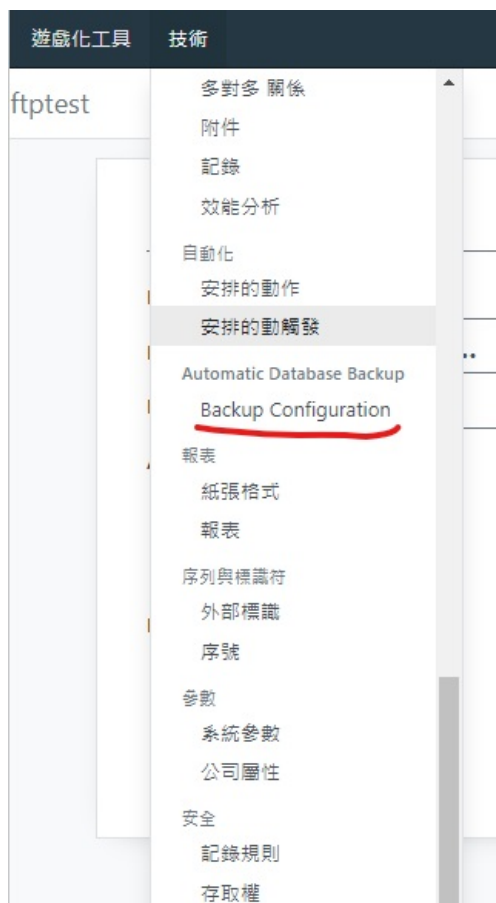 遊戲化工具 技術
ftptest
多對多 關係
附件
記錄
效能分析
自動化
安排的動作
安排的動觸發
Automatic Database Backup
Backup Configuration
報表
紙張格式
報表
序列與標識符
外部標識
序號
參數
系統參數
公司屬性
安全
記錄規則
存取權